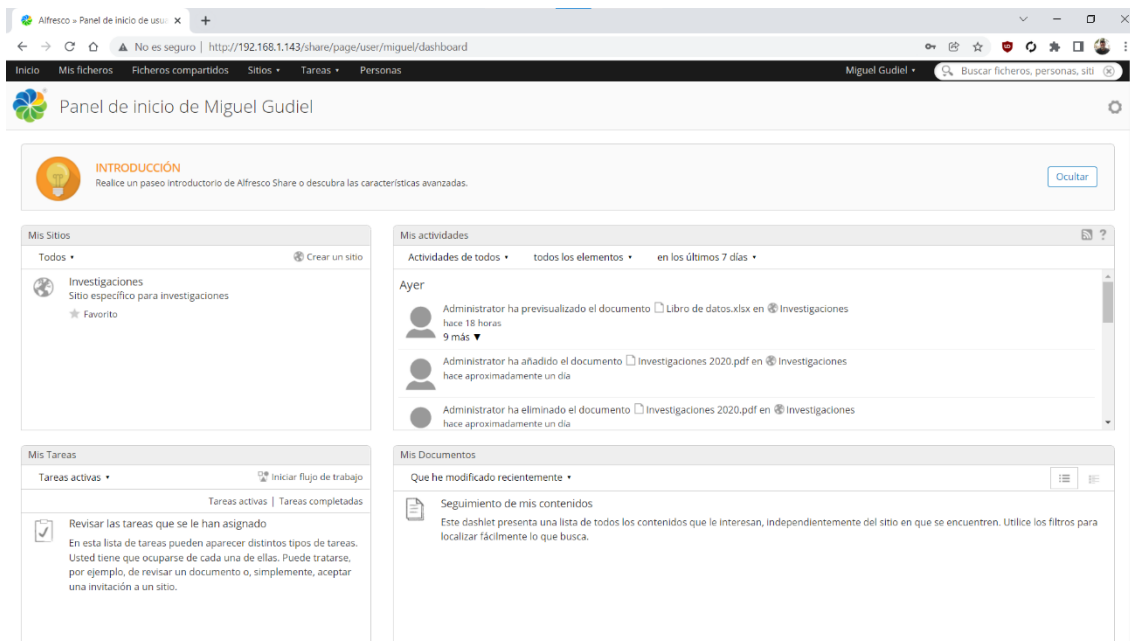 Alfresco » Panel de inicio de usua
No es seguro | http://192.168.1.143/share/page/user/miguel/dashboard
Inicio Mis ficheros Ficheros compartidos Sitios Tareas Personas Miguel Gudiel Buscar ficheros, personas, siti
Panel de inicio de Miguel Gudiel
INTRODUCCIÓN
Realice un paseo introductorio de Alfresco Share o descubra las características avanzadas.
Ocultar
Mis Sitios
Todos Crear un sitio
Investigaciones
Sitio específico para investigaciones
Favorito
Mis actividades
Actividades de todos todos los elementos en los últimos 7 días
Ayer
Administrator ha previsualizado el documento Libro de datos.xlsx en Investigaciones
hace 18 horas
9 más ▼
Administrator ha añadido el documento Investigaciones 2020.pdf en Investigaciones
hace aproximadamente un día
Administrator ha eliminado el documento Investigaciones 2020.pdf en Investigaciones
hace aproximadamente un día
Mis Tareas
Tareas activas Iniciar flujo de trabajo
Tareas activas | Tareas completadas
Revisar las tareas que se le han asignado
En esta lista de tareas pueden aparecer distintos tipos de tareas.
Usted tiene que ocuparse de cada una de ellas. Puede tratarse,
por ejemplo, de revisar un documento o, simplemente, aceptar
una invitación a un sitio.
Mis Documentos
Que he modificado recientemente
Seguimiento de mis contenidos
Este dashlet presenta una lista de todos los contenidos que le interesan, independientemente del sitio en que se encuentren. Utilice los filtros para
localizar fácilmente lo que busca.